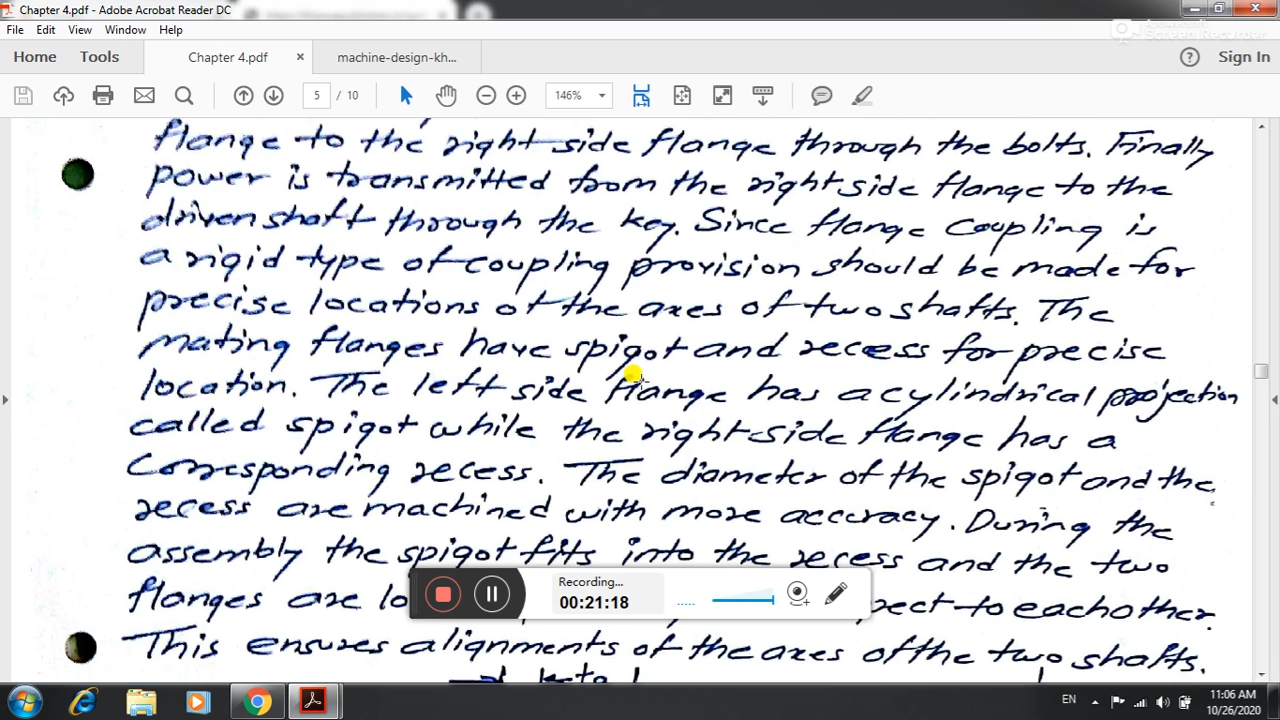 Chapter 4.pdf - Adobe Acrobat Reader DC
File Edit View Window Help
Home Tools Chapter 4.pdf × machine-design-kh... Sign In
5 / 10 146%
Screen Recorder
flange to the right side flange through the bolts. Finally
power is transmitted from the right side flange to the
driven shaft through the key. Since flange coupling is
a rigid type of coupling provision should be made for
precise locations of the axes of two shafts. The
mating flanges have spigot and recess for precise
location. The left side flange has a cylindrical projection
called spigot while the right side flange has a
Corresponding recess. The diameter of the spigot and the
recess are machined with more accuracy. During the
assembly the spigot fits into the recess and the two
flanges are to each other.
This ensures alignments of the axes of the two shafts.
Recording...
00:21:18
EN 11:06 AM
10/26/2020